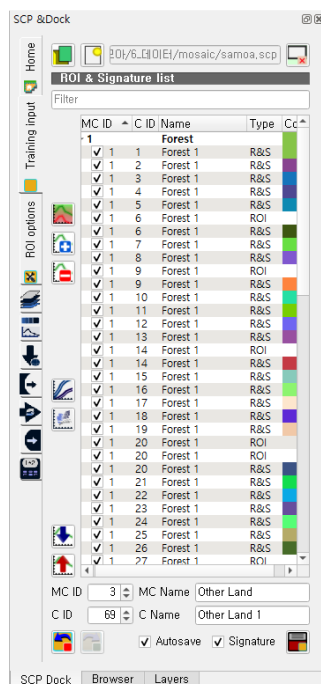 SCP &Dock
Home
Training input
ROI options
/mosaic/samoa.scp
ROI & Signature list
Filter
MC ID C ID Name Type Co
1 Forest
1 1 Forest 1 R&S
1 2 Forest 1 R&S
1 3 Forest 1 R&S
1 4 Forest 1 R&S
1 5 Forest 1 R&S
1 6 Forest 1 ROI
1 6 Forest 1 R&S
1 7 Forest 1 R&S
1 8 Forest 1 R&S
1 9 Forest 1 ROI
1 9 Forest 1 R&S
1 10 Forest 1 R&S
1 11 Forest 1 R&S
1 12 Forest 1 R&S
1 13 Forest 1 R&S
1 14 Forest 1 ROI
1 14 Forest 1 R&S
1 15 Forest 1 R&S
1 16 Forest 1 R&S
1 17 Forest 1 R&S
1 18 Forest 1 R&S
1 19 Forest 1 R&S
1 20 Forest 1 ROI
1 20 Forest 1 ROI
1 20 Forest 1 R&S
1 21 Forest 1 R&S
1 22 Forest 1 R&S
1 23 Forest 1 R&S
1 24 Forest 1 R&S
1 25 Forest 1 R&S
1 26 Forest 1 R&S
1 27 Forest 1 ROI
MC ID 3 MC Name Other Land
C ID 69 C Name Other Land 1
Autosave Signature
SCP Dock Browser Layers